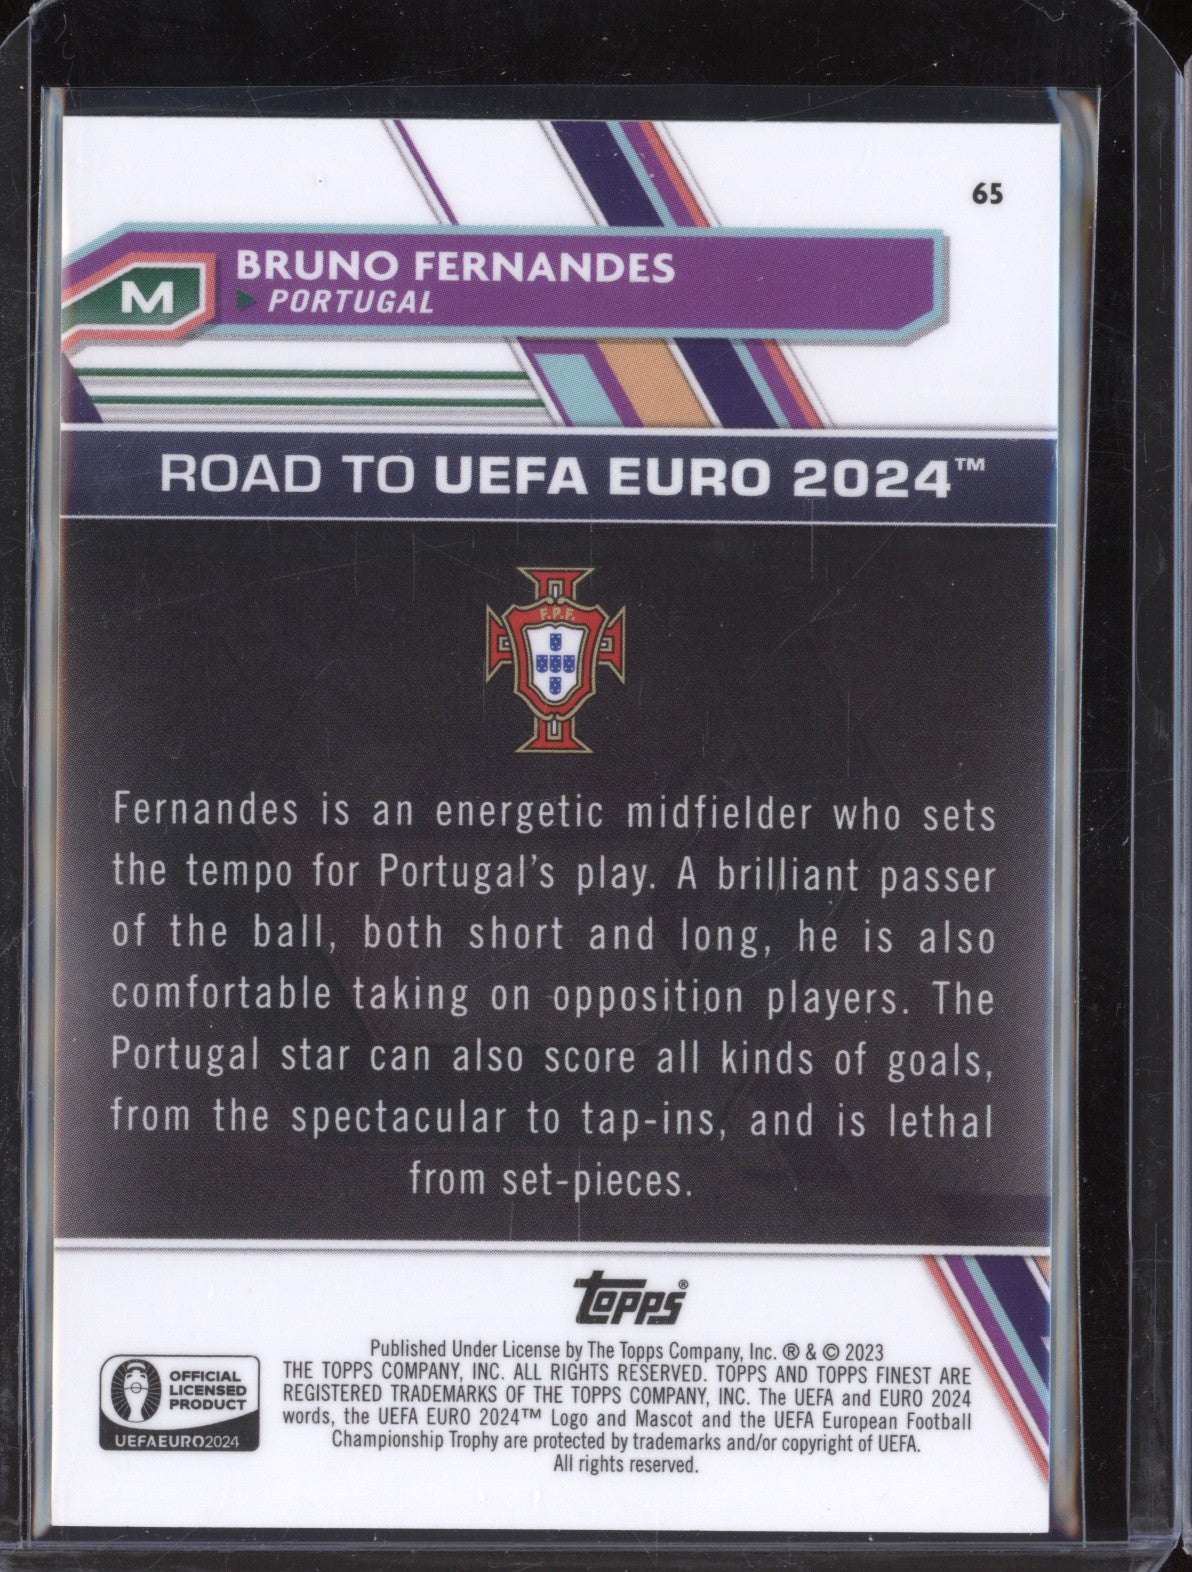 65
BRUNO FERNANDES
M
PORTUGAL
ROAD TO UEFA EURO 2024™
F.P.F.
Fernandes is an energetic midfielder who sets
the tempo for Portugal's play. A brilliant passer
of the ball, both short and long, he is also
comfortable taking on opposition players. The
Portugal star can also score all kinds of goals,
from the spectacular to tap-ins, and is lethal
from set-pieces.
topps®
Published Under License by The Topps Company, Inc. ® & © 2023
THE TOPPS COMPANY, INC. ALL RIGHTS RESERVED. TOPPS AND TOPPS FINEST ARE
REGISTERED TRADEMARKS OF THE TOPPS COMPANY, INC. The UEFA and EURO 2024
words, the UEFA EURO 2024™ Logo and Mascot and the UEFA European Football
Championship Trophy are protected by trademarks and/or copyright of UEFA.
All rights reserved.
OFFICIAL
LICENSED
PRODUCT
UEFAEURO2024